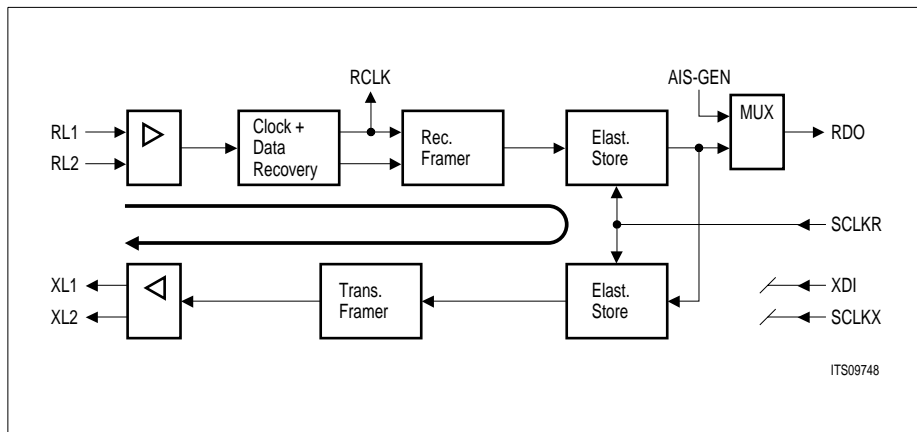 RCLK
AIS-GEN
MUX
RL1
RL2
Clock +
Data
Recovery
Rec.
Framer
Elast.
Store
RDO
SCLKR
XL1
XL2
Trans.
Framer
Elast.
Store
XDI
SCLKX
ITS09748